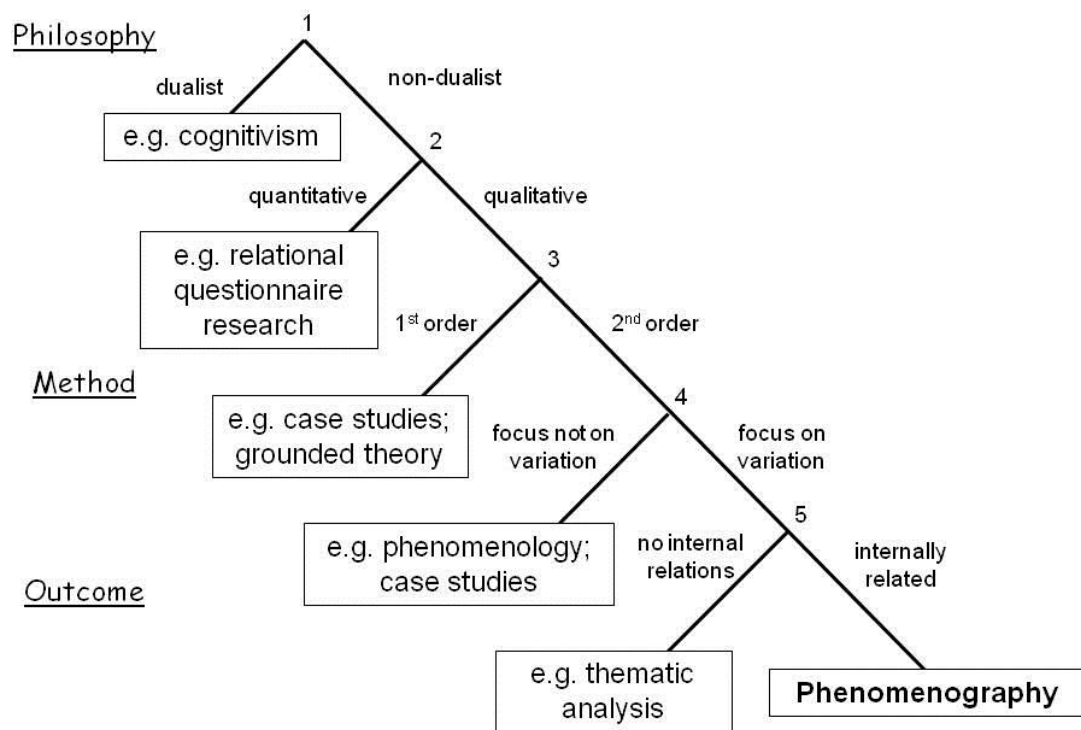 1
Philosophy
dualist
non-dualist
e.g. cognitivism
2
quantitative
qualitative
e.g. relational
questionnaire
research
3
1st order
2nd order
Method
e.g. case studies;
grounded theory
4
focus not on
variation
focus on
variation
5
e.g. phenomenology;
case studies
no internal
relations
internally
related
Outcome
e.g. thematic
analysis
Phenomenography